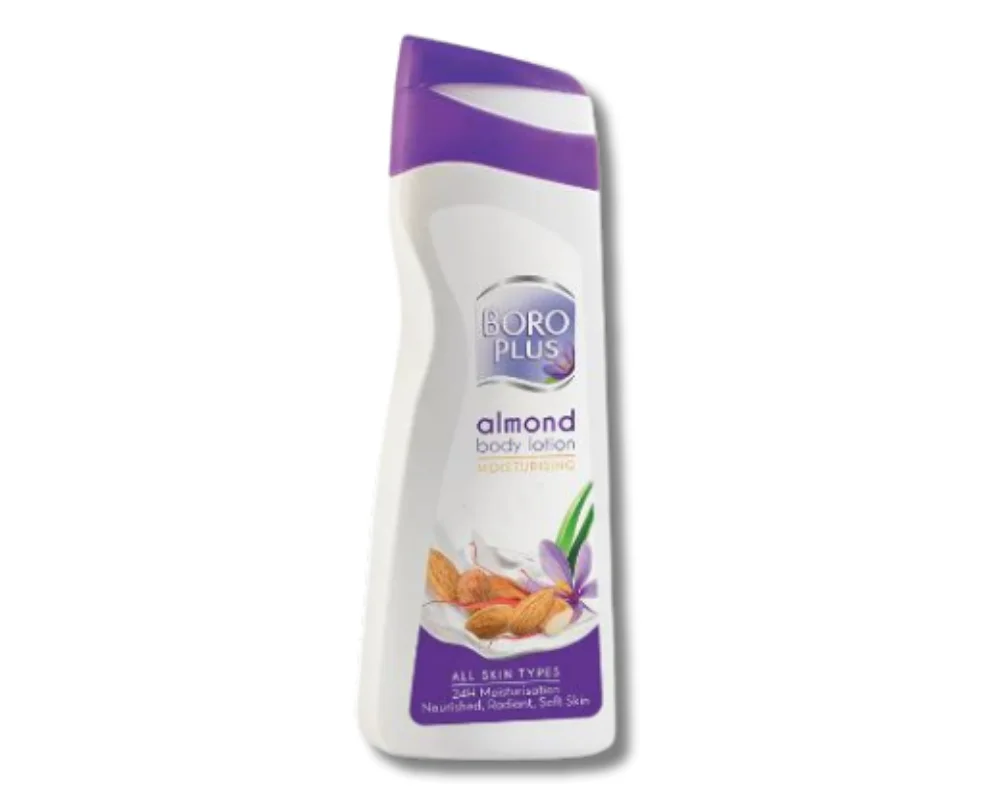 BORO
PLUS
almond
body lotion
MOISTURISING
ALL SKIN TYPES
24H Moisturisation
Nourished, Radiant, Soft Skin